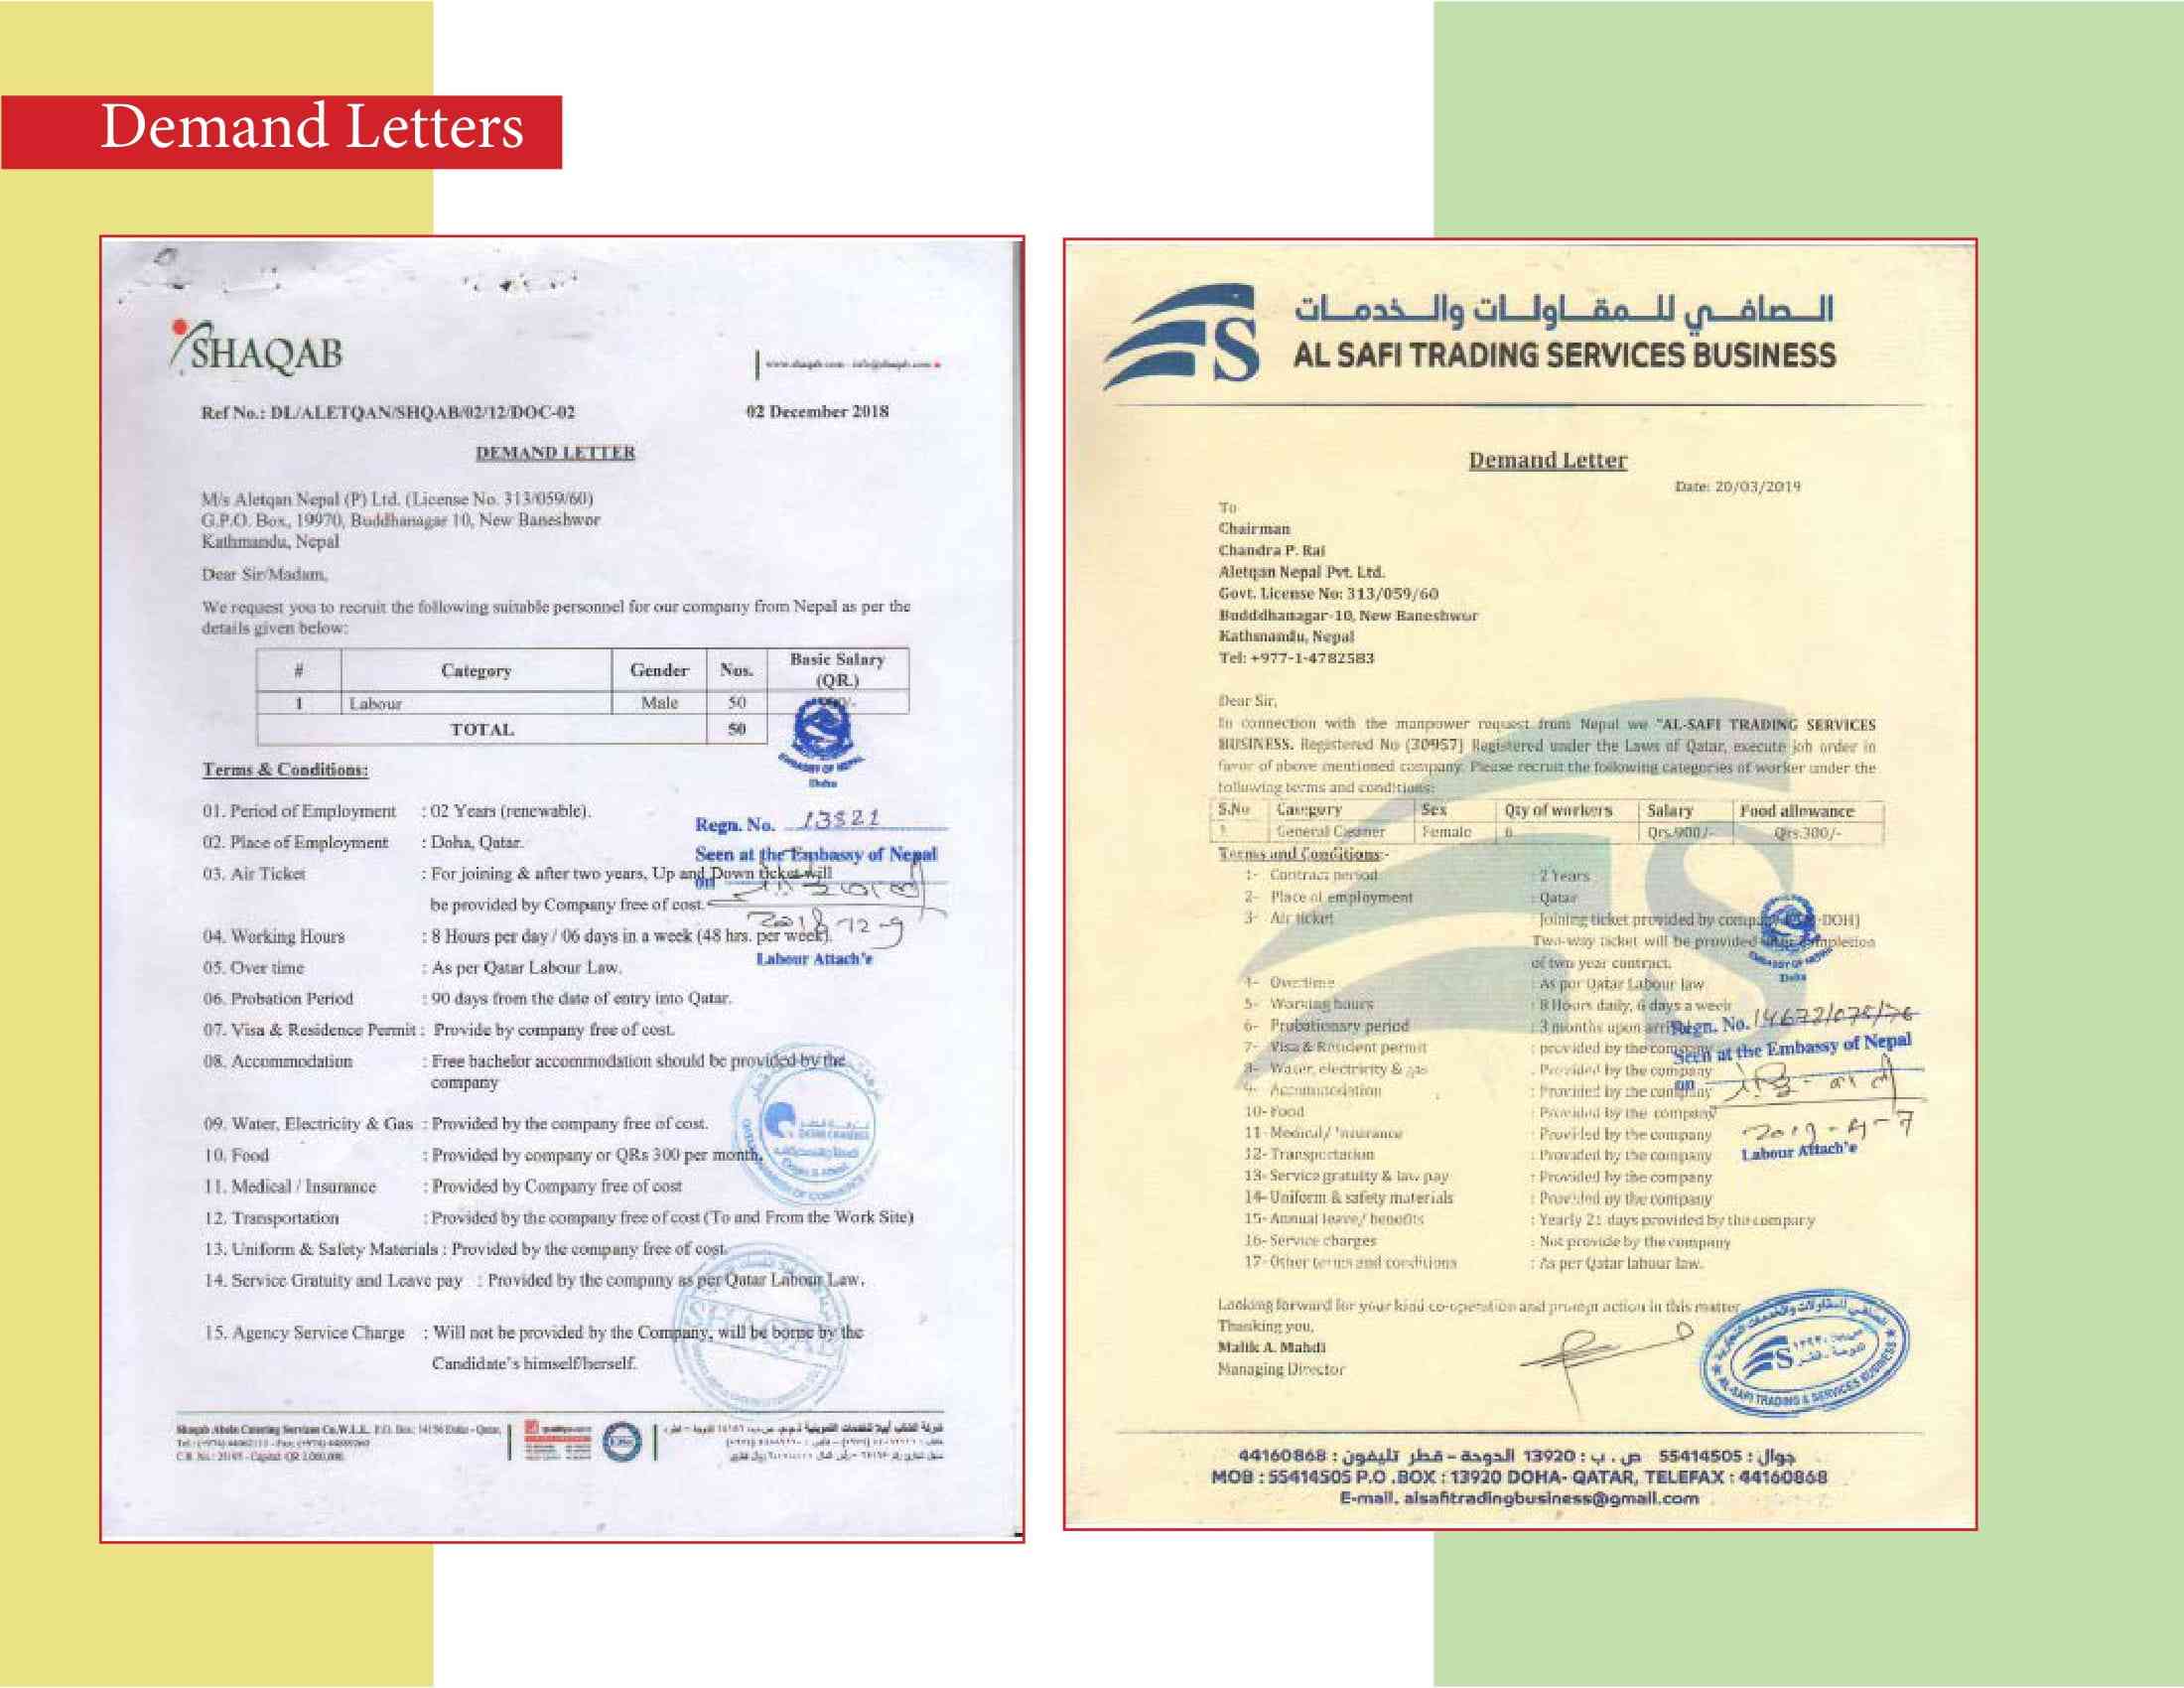 Demand Letters
SHAQAB
Ref No.: DL/ALETQAN/SHQAB/02/12/DOC-02
02 December 2018
DEMAND LETTER
M/s Aletqan Nepal (P) Ltd. (License No. 313/059/60)
G.P.O. Box, 19970, Buddhanagar 10, New Baneshwor
Kathmandu, Nepal
Dear Sir/Madam,
We request you to recruit the following suitable personnel for our company from Nepal as per the
details given below:
# Category Gender Nos. Basic Salary (QR.)
1 Labour Male 50
TOTAL 50
EMBASSY OF NEPAL
Doha
Terms & Conditions:
01. Period of Employment : 02 Years (renewable).
Regn. No. 13821
02. Place of Employment : Doha, Qatar.
Seen at the Embassy of Nepal
03. Air Ticket : For joining & after two years, Up and Down ticket will
on
be provided by Company free of cost.
2018-12-9
04. Working Hours : 8 Hours per day / 06 days in a week (48 hrs. per week).
Labour Attach'e
05. Over time : As per Qatar Labour Law.
06. Probation Period : 90 days from the date of entry into Qatar.
07. Visa & Residence Permit : Provide by company free of cost.
08. Accommodation : Free bachelor accommodation should be provided by the
company
09. Water, Electricity & Gas : Provided by the company free of cost.
10. Food : Provided by company or QRs 300 per month.
11. Medical / Insurance : Provided by Company free of cost
12. Transportation : Provided by the company free of cost (To and From the Work Site)
13. Uniform & Safety Materials : Provided by the company free of cost.
14. Service Gratuity and Leave pay : Provided by the company as per Qatar Labour Law.
15. Agency Service Charge : Will not be provided by the Company, will be borne by the
Candidate's himself/herself.
SHAQAB
Shaqab Abela Catering Services Co.W.L.L. P.O. Box: 14156 Doha - Qatar,
الصافي للمقاولات والخدمات
AL SAFI TRADING SERVICES BUSINESS
Demand Letter
Date: 20/03/2019
To
Chairman
Chandra P. Rai
Aletqan Nepal Pvt. Ltd.
Govt. License No: 313/059/60
Budddhanagar-10, New Baneshwor
Kathmandu, Nepal
Tel: +977-1-4782583
Dear Sir,
In connection with the manpower request from Nepal we "AL-SAFI TRADING SERVICES
BUSINESS. Registered No (30957) Registered under the Laws of Qatar, execute job order in
favor of above mentioned company. Please recruit the following categories of worker under the
following terms and conditions:
S.No Category Sex Qty of workers Salary Food allowance
1 General Cleaner Female 6 Qrs.900/- Qrs.300/-
Terms and Conditions:-
1- Contract period : 2 Years
2- Place of employment : Qatar
3- Air ticket : Joining ticket provided by company DOH)
Two-way ticket will be provided after completion
of two year contract.
EMBASSY OF NEPAL
Doha
4- Overtime : As per Qatar Labour law
5- Working hours : 8 Hours daily, 6 days a week
6- Probationary period : 3 months upon arrival
Regn. No. 14672/075/76
7- Visa & Resident permit : provided by the company
Seen at the Embassy of Nepal
8- Water, electricity & gas : Provided by the company
on
9- Accommodation : Provided by the company
10- Food : Provided by the company
11- Medical/ Insurance : Provided by the company
2019-4-7
12- Transportation : Provided by the company
Labour Attach'e
13- Service gratuity & law pay : Provided by the company
14- Uniform & safety materials : Provided by the company
15- Annual leave/ benefits : Yearly 21 days provided by the company
16- Service charges : Not provide by the company
17- Other terms and conditions : As per Qatar labour law.
Looking forward for your kind co-operation and prompt action in this matter
Thanking you,
Malik A. Mahdi
Managing Director
AL-SAFI TRADING & SERVICES BUSINESS
جوال : 55414505 ص . ب : 13920 الدوحة – قطر تليفون : 44160868
MOB : 55414505 P.O .BOX : 13920 DOHA- QATAR, TELEFAX : 44160868
E-mail. alsafitradingbusiness@gmail.com